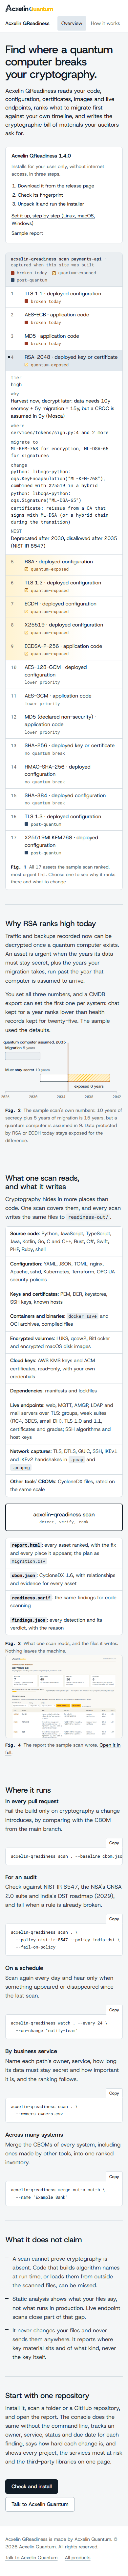 Acxelin Quantum
Acxelin QReadiness
Overview
How it works
Find where a quantum
computer breaks
your cryptography.
Acxelin QReadiness reads your code,
configuration, certificates, images and live
endpoints, ranks what to migrate first
against your own timeline, and writes the
cryptographic bill of materials your auditors
ask for.
Acxelin QReadiness 1.4.0
Installs for your user only, without internet
access, in three steps.
1. Download it from the release page
2. Check its fingerprint
3. Unpack it and run the installer
Set it up, step by step (Linux, macOS,
Windows).
Sample report
acxelin-qreadiness scan payments-api
captured when this site was built
broken today
quantum-exposed
post-quantum
TLS 1.1 · deployed configuration
broken today
2 AES-ECB · application code
broken today
3 MD5 · application code
broken today
4 RSA-2048 · deployed key or certificate
quantum-exposed
tier
high
why
Harvest now, decrypt later: data needs 10y
secrecy + 5y migration = 15y, but a CRQC is
assumed in 9y (Mosca)
where
services/tokens/sign.py:4 and 2 more
migrate to
ML-KEM-768 for encryption, ML-DSA-65
for signatures
change
python: liboqs-python:
oqs.KeyEncapsulation("ML-KEM-768"),
combined with X25519 in a hybrid
python: liboqs-python:
oqs.Signature("ML-DSA-65")
certificate: reissue from a CA that
signs with ML-DSA (or a hybrid chain
during the transition)
NIST
Deprecated after 2030, disallowed after 2035
(NIST IR 8547)
5 RSA · deployed configuration
quantum-exposed
6 TLS 1.2 · deployed configuration
quantum-exposed
7 ECDH · deployed configuration
quantum-exposed
8 X25519 · deployed configuration
quantum-exposed
9 ECDSA-P-256 · application code
quantum-exposed
10 AES-128-GCM · deployed
configuration
lower priority
11 AES-GCM · application code
lower priority
12 MD5 (declared non-security) ·
application code
lower priority
13 SHA-256 · deployed key or certificate
no quantum break
14 HMAC-SHA-256 · deployed
configuration
no quantum break
15 SHA-384 · deployed configuration
no quantum break
16 TLS 1.3 · deployed configuration
post-quantum
17 X25519MLKEM768 · deployed
configuration
post-quantum
Fig. 1 All 17 assets the sample scan ranked,
most urgent first. Choose one to see why it ranks
there and what to change.
Why RSA ranks high today
Traffic and backups recorded now can be
opened once a quantum computer exists.
An asset is urgent when the years its data
must stay secret, plus the years your
migration takes, run past the year that
computer is assumed to arrive.
You set all three numbers, and a CMDB
export can set the first one per system: chat
kept for a year ranks lower than health
records kept for twenty-five. The sample
used the defaults.
quantum computer assumed, 2035
Migration 5 years
Must stay secret 10 years
exposed 6 years
Fig. 2 The sample scan's own numbers: 10 years of
secrecy plus 5 years of migration is 15 years, but a
quantum computer is assumed in 9. Data protected
by RSA or ECDH today stays exposed for the
difference.
What one scan reads,
and what it writes
Cryptography hides in more places than
code. One scan covers them, and every scan
writes the same files to readiness-out/.
Source code: Python, JavaScript, TypeScript,
Java, Kotlin, Go, C and C++, Rust, C#, Swift,
PHP, Ruby, shell
Configuration: YAML, JSON, TOML, nginx,
Apache, sshd, Kubernetes, Terraform, OPC UA
security policies
Keys and certificates: PEM, DER, keystores,
SSH keys, known hosts
Containers and binaries: docker save and
OCI archives, compiled files
Encrypted volumes: LUKS, qcow2, BitLocker
and encrypted macOS disk images
Cloud keys: AWS KMS keys and ACM
certificates, read-only, with your own
credentials
Dependencies: manifests and lockfiles
Live endpoints: web, MQTT, AMQP, LDAP and
mail servers over TLS: groups, weak suites
(RC4, 3DES, small DH), TLS 1.0 and 1.1,
certificates and grades; SSH algorithms and
host keys
Network captures: TLS, DTLS, QUIC, SSH, IKEv1
and IKEv2 handshakes in .pcap and
.pcapng
Other tools' CBOMs: CycloneDX files, rated on
the same scale
acxelin-qreadiness scan
detect, verify, rank
report.html : every asset ranked, with the fix
and every place it appears; the plan as
migration.csv
cbom.json : CycloneDX 1.6, with relationships
and evidence for every asset
readiness.sarif : the same findings for code
scanning
findings.json : every detection and its
verdict, with the reason
Fig. 3 What one scan reads, and the files it writes.
Nothing leaves the machine.
Fig. 4 The report the sample scan wrote. Open it in
full.
Where it runs
In every pull request
Fail the build only on cryptography a change
introduces, by comparing with the CBOM
from the main branch.
Copy
acxelin-qreadiness scan . --baseline cbom.json
For an audit
Check against NIST IR 8547, the NSA's CNSA
2.0 suite and India's DST roadmap (2029),
and fail when a rule is already broken.
Copy
acxelin-qreadiness scan . \
--policy nist-ir-8547 --policy india-dst \
--fail-on-policy
On a schedule
Scan again every day and hear only when
something appeared or disappeared since
the last scan.
Copy
acxelin-qreadiness watch . --every 24 \
--on-change "notify-team"
By business service
Name each path's owner, service, how long
its data must stay secret and how important
it is, and the ranking follows.
Copy
acxelin-qreadiness scan . \
--owners owners.csv
Across many systems
Merge the CBOMs of every system, including
ones made by other tools, into one weighted
inventory.
Copy
acxelin-qreadiness merge out-a out-b \
--name "Example Bank"
What it does not claim
A scan cannot prove cryptography is
absent. Code that builds algorithm names
at run time, or loads them from outside
the scanned files, can be missed.
Static analysis shows what your files say,
not what runs in production. Live endpoint
scans cover part of that gap.
It never changes your files and never
sends them anywhere. It reports where
key material sits and of what kind, never
the key itself.
Start with one repository
Install it, scan a folder or a GitHub repository,
and open the report. The console does the
same without the command line, tracks each
finding as open, accepted or fixed for each
project, says how hard each change is, and
shows every project, the services most at risk
and the third-party libraries on one page.
Check and install
Talk to Acxelin Quantum
Acxelin QReadiness is made by Acxelin Quantum. ©
2026 Acxelin Quantum. All rights reserved.
Talk to Acxelin Quantum
All products